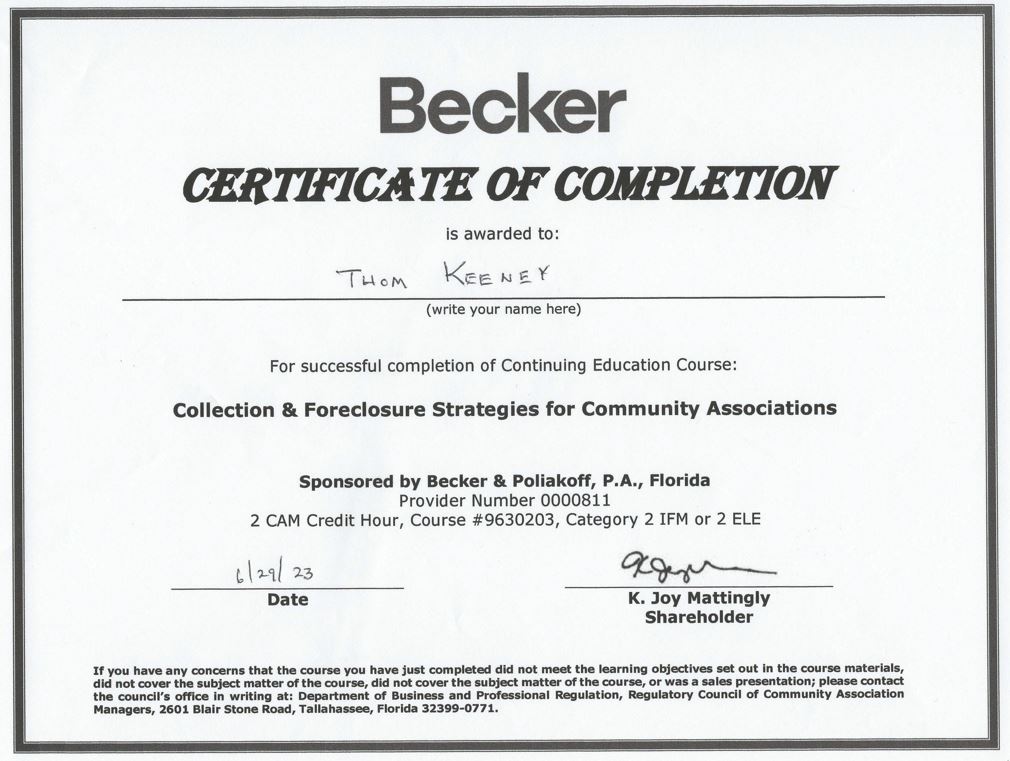 Becker
CERTIFICATE OF COMPLETION
is awarded to:
THOM KEENEY
(write your name here)
For successful completion of Continuing Education Course:
Collection & Foreclosure Strategies for Community Associations
Sponsored by Becker & Poliakoff, P.A., Florida
Provider Number 0000811
2 CAM Credit Hour, Course #9630203, Category 2 IFM or 2 ELE
6/29/23
Date
K. Joy Mattingly
Shareholder
If you have any concerns that the course you have just completed did not meet the learning objectives set out in the course materials,
did not cover the subject matter of the course, did not cover the subject matter of the course, or was a sales presentation; please contact
the council's office in writing at: Department of Business and Professional Regulation, Regulatory Council of Community Association
Managers, 2601 Blair Stone Road, Tallahassee, Florida 32399-0771.